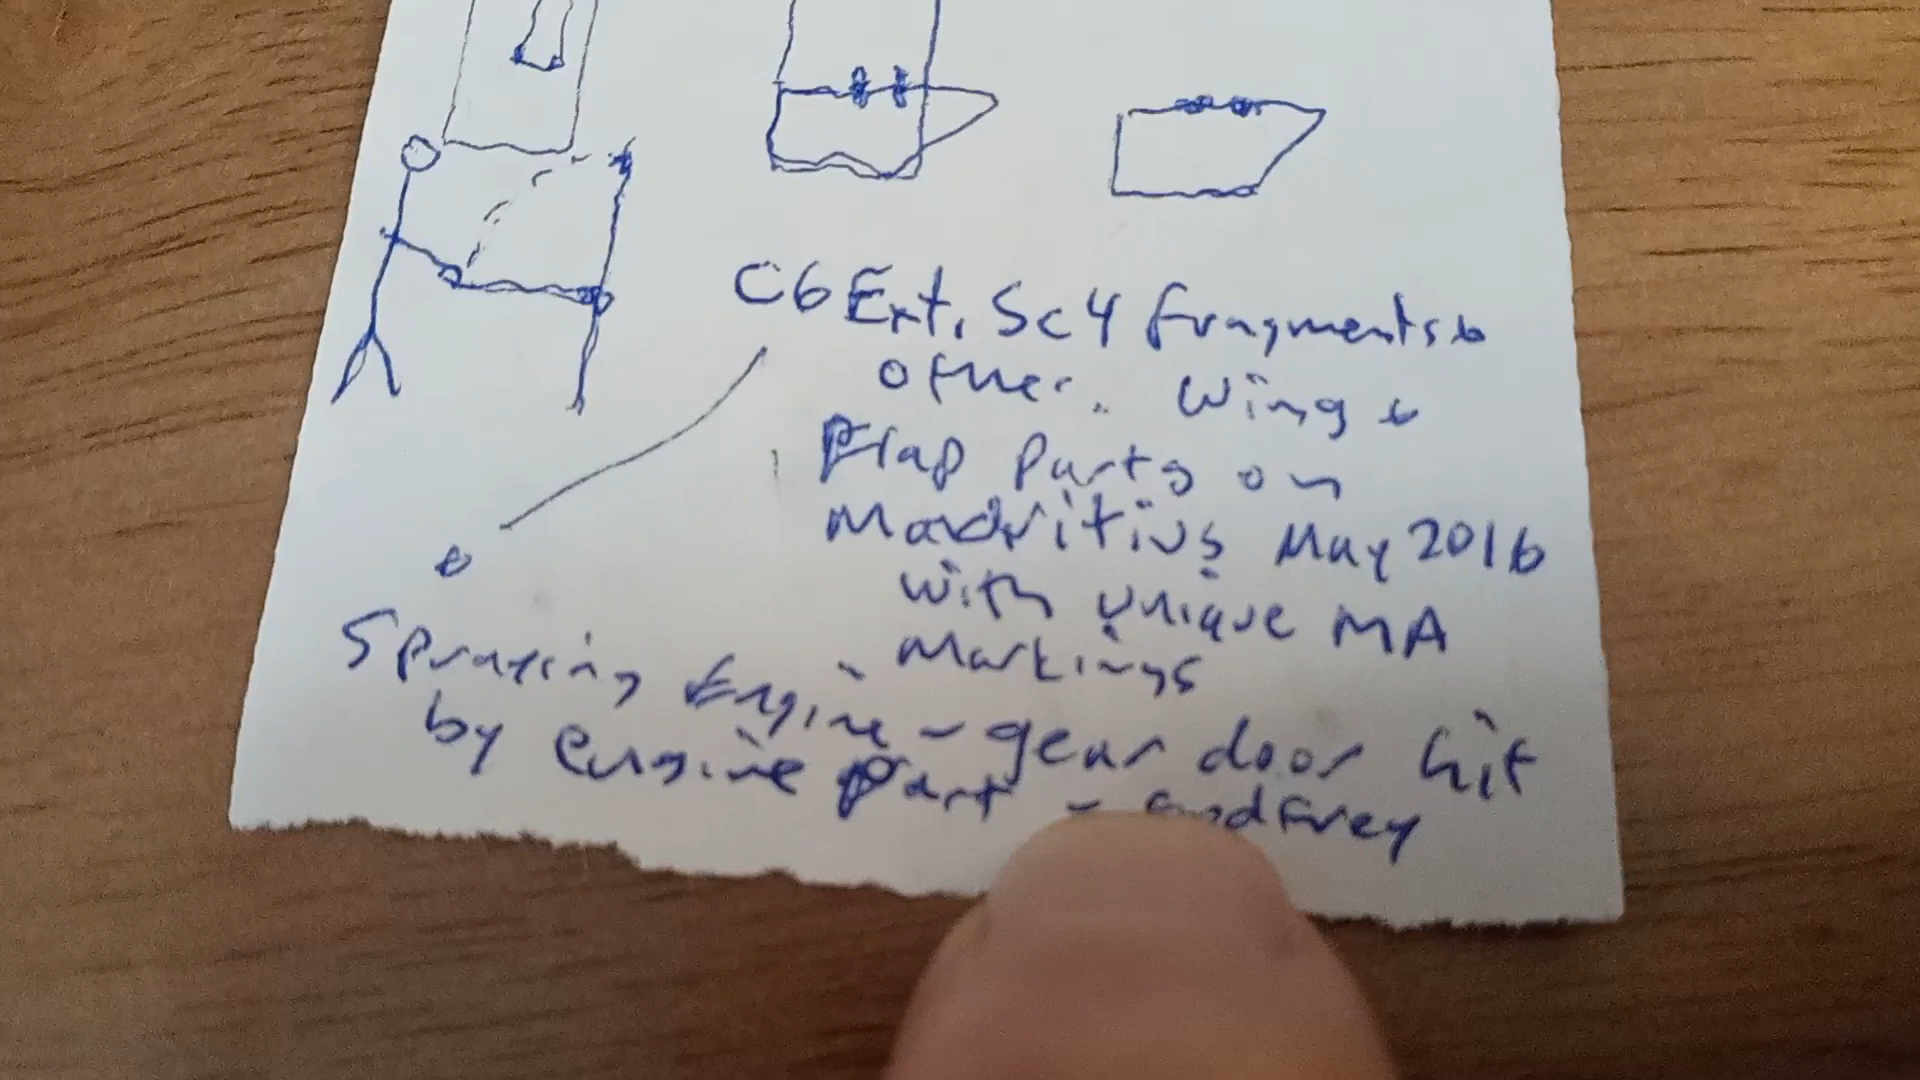 C6 Ext. Sc4 fragments &
other. Wing &
Flap parts on
Mauritius May 2016
with unique MA
Markings
&
Spraying Engine - gear door hit
by engine part - Godfrey